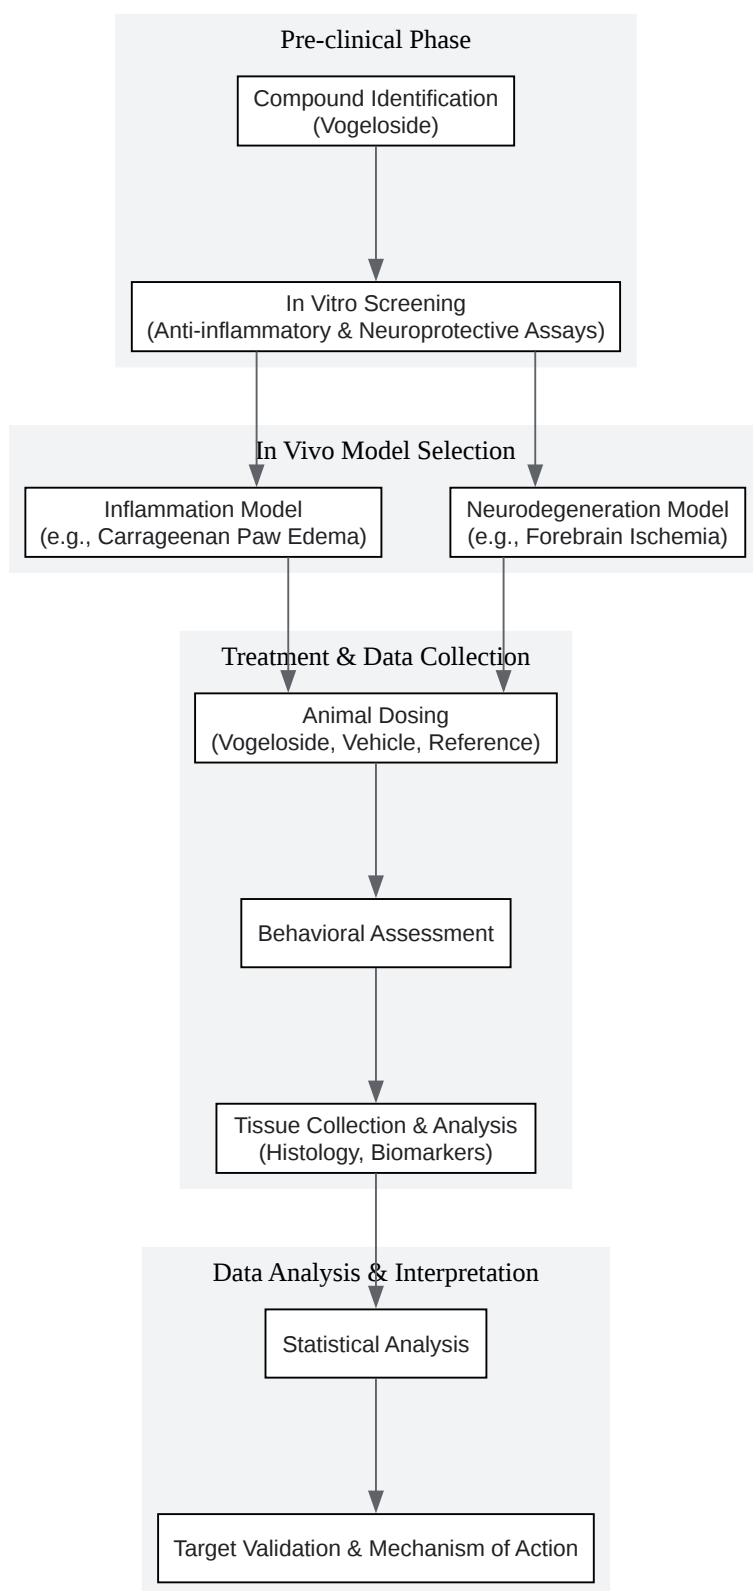 Pre-clinical Phase
Compound Identification
(Vogeloside)
In Vitro Screening
(Anti-inflammatory & Neuroprotective Assays)
In Vivo Model Selection
Inflammation Model
(e.g., Carrageenan Paw Edema)
Neurodegeneration Model
(e.g., Forebrain Ischemia)
Treatment & Data Collection
Animal Dosing
(Vogeloside, Vehicle, Reference)
Behavioral Assessment
Tissue Collection & Analysis
(Histology, Biomarkers)
Data Analysis & Interpretation
Statistical Analysis
Target Validation & Mechanism of Action